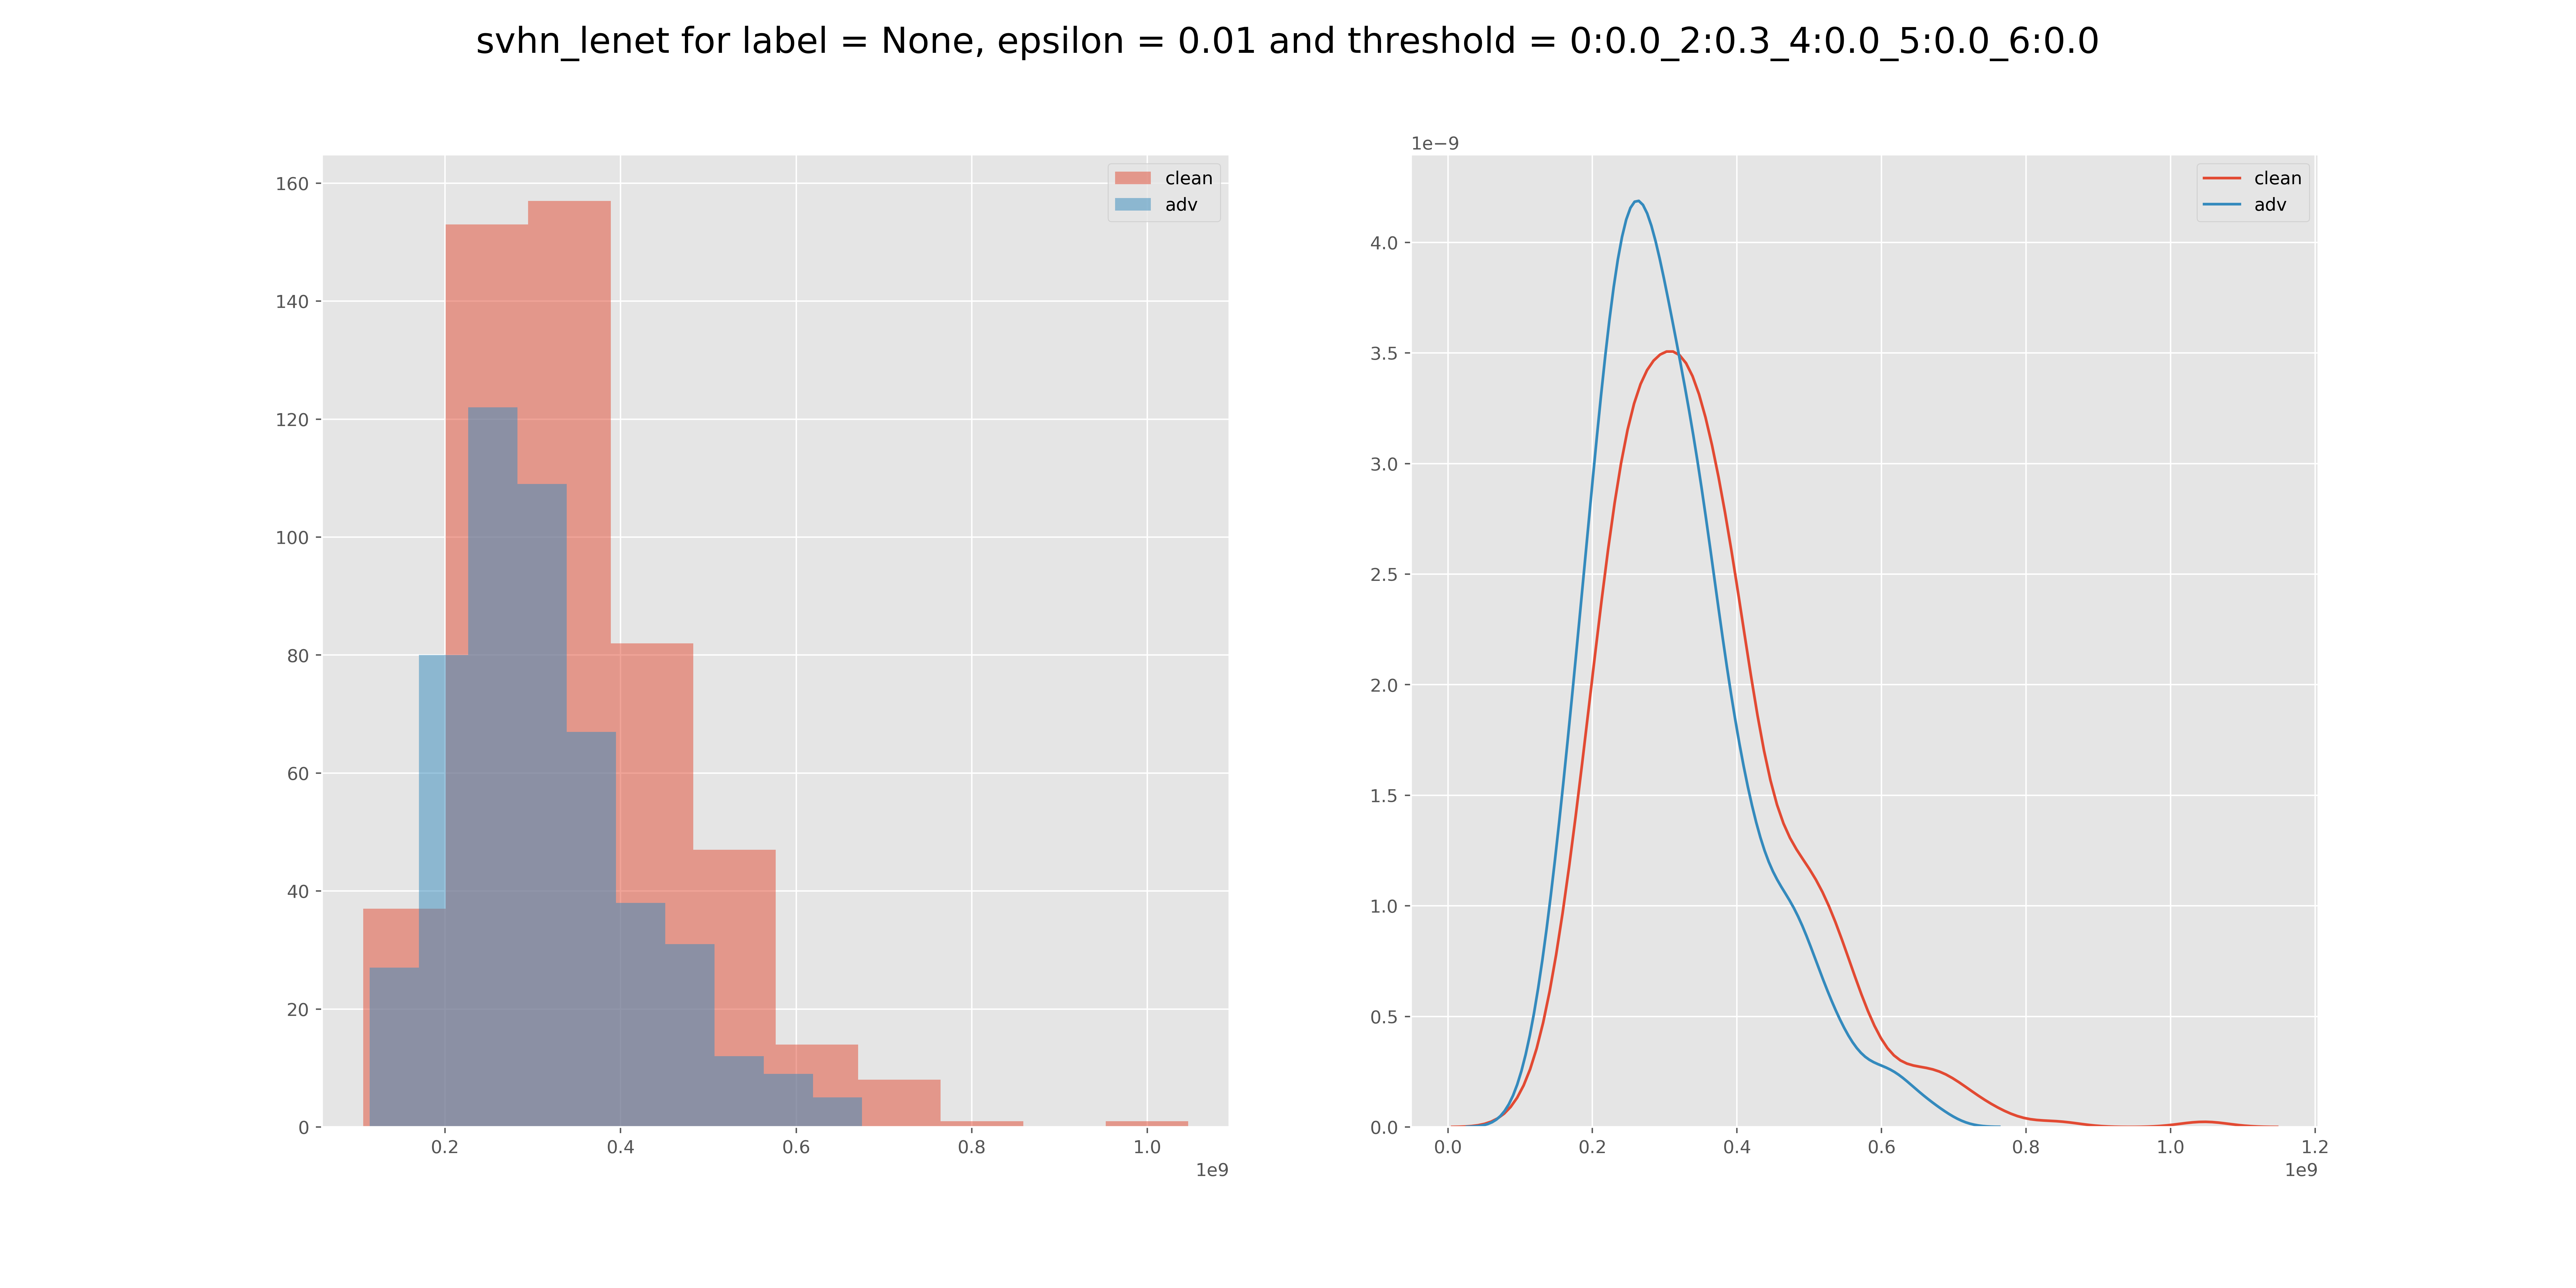 svhn_lenet for label = None, epsilon = 0.01 and threshold = 0:0.0_2:0.3_4:0.0_5:0.0_6:0.0
160
140
120
100
80
60
40
20
0
0.2 0.4 0.6 0.8 1.0
1e9
clean
adv
1e−9
4.0
3.5
3.0
2.5
2.0
1.5
1.0
0.5
0.0
0.0 0.2 0.4 0.6 0.8 1.0 1.2
1e9
clean
adv